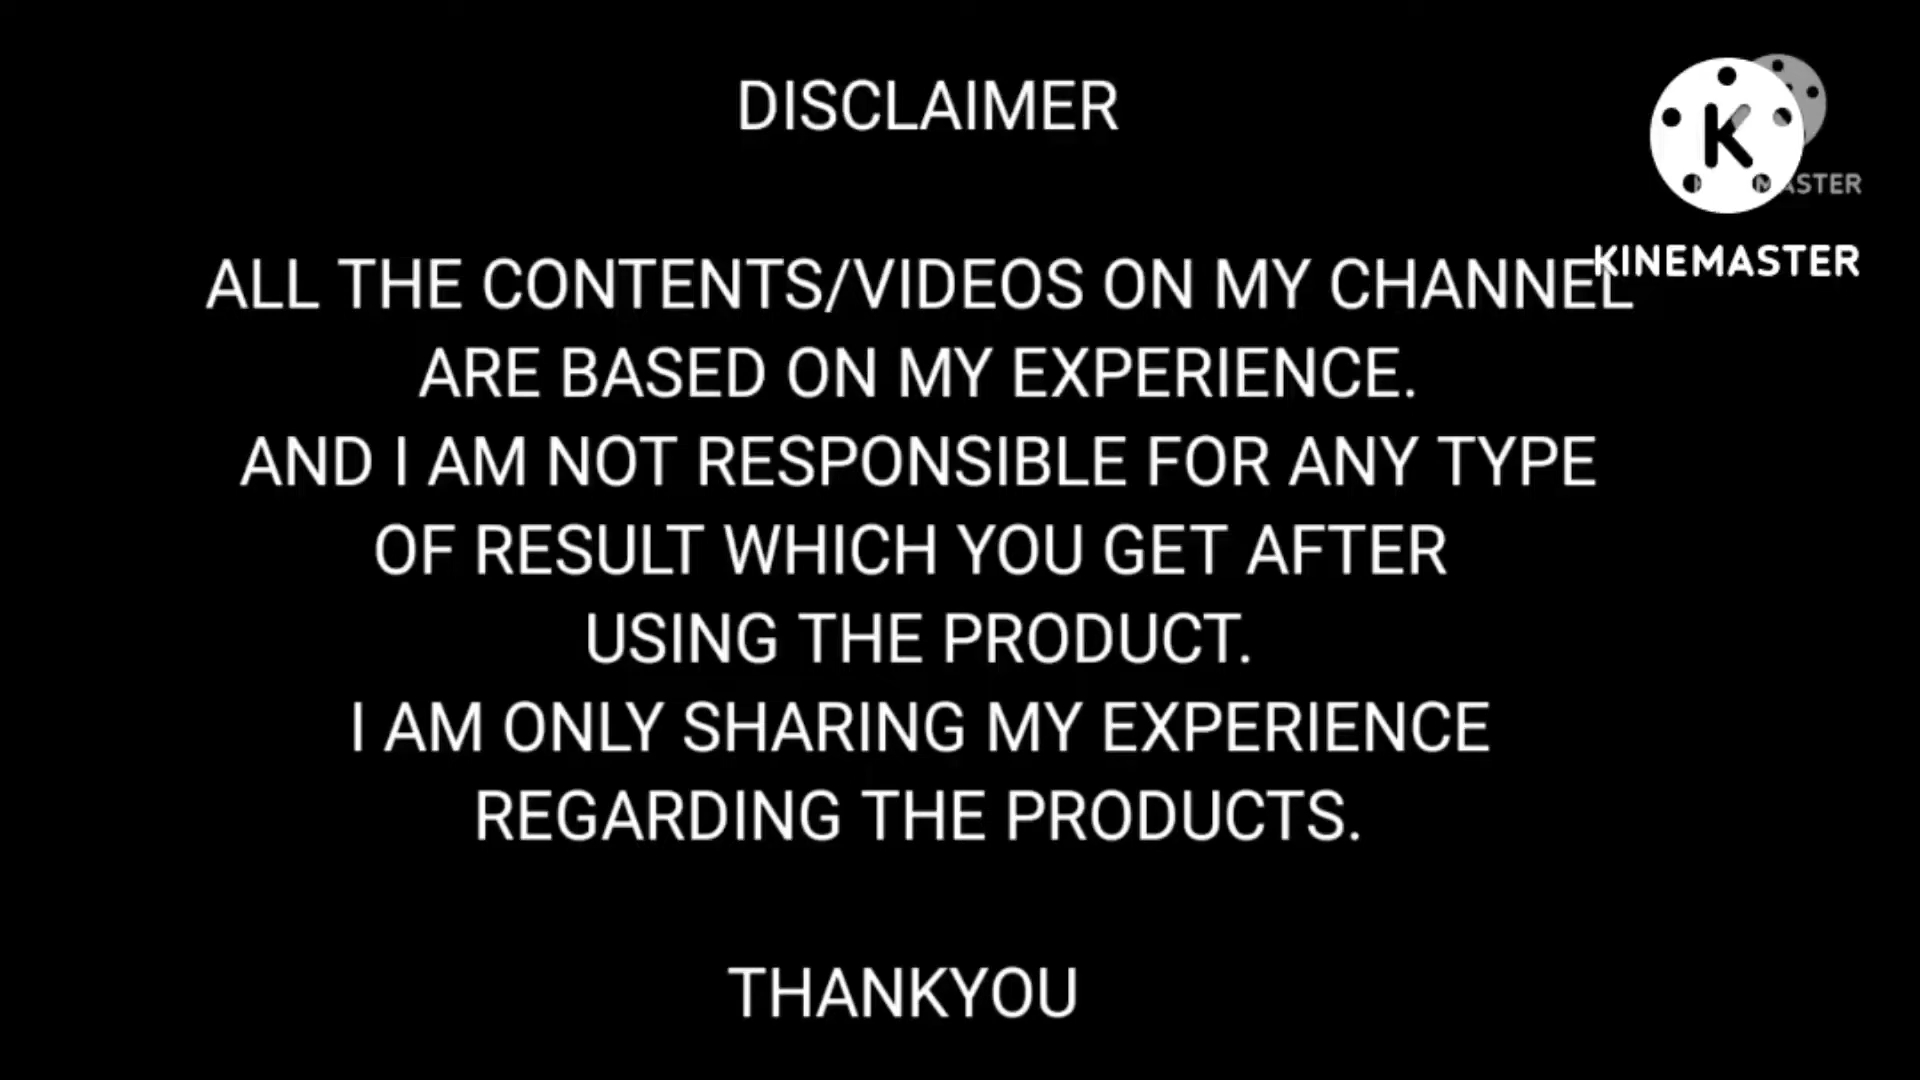 DISCLAIMER
ALL THE CONTENTS/VIDEOS ON MY CHANNEL
ARE BASED ON MY EXPERIENCE.
AND I AM NOT RESPONSIBLE FOR ANY TYPE
OF RESULT WHICH YOU GET AFTER
USING THE PRODUCT.
I AM ONLY SHARING MY EXPERIENCE
REGARDING THE PRODUCTS.
THANKYOU
K
KINEMASTER